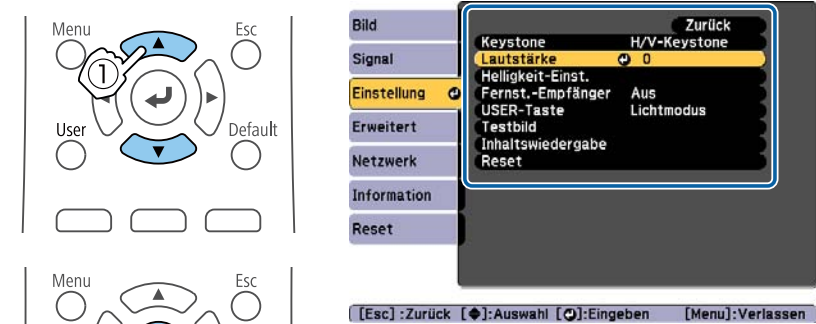 Menu
Esc
1
User
Default
Menu
Esc
Bild
Signal
Einstellung
Erweitert
Netzwerk
Information
Reset
Zurück
Keystone H/V-Keystone
Lautstärke 0
Helligkeit-Einst.
Fernst.-Empfänger Aus
USER-Taste Lichtmodus
Testbild
Inhaltswiedergabe
Reset
[Esc] :Zurück [◆]:Auswahl [⏎]:Eingeben [Menu]:Verlassen